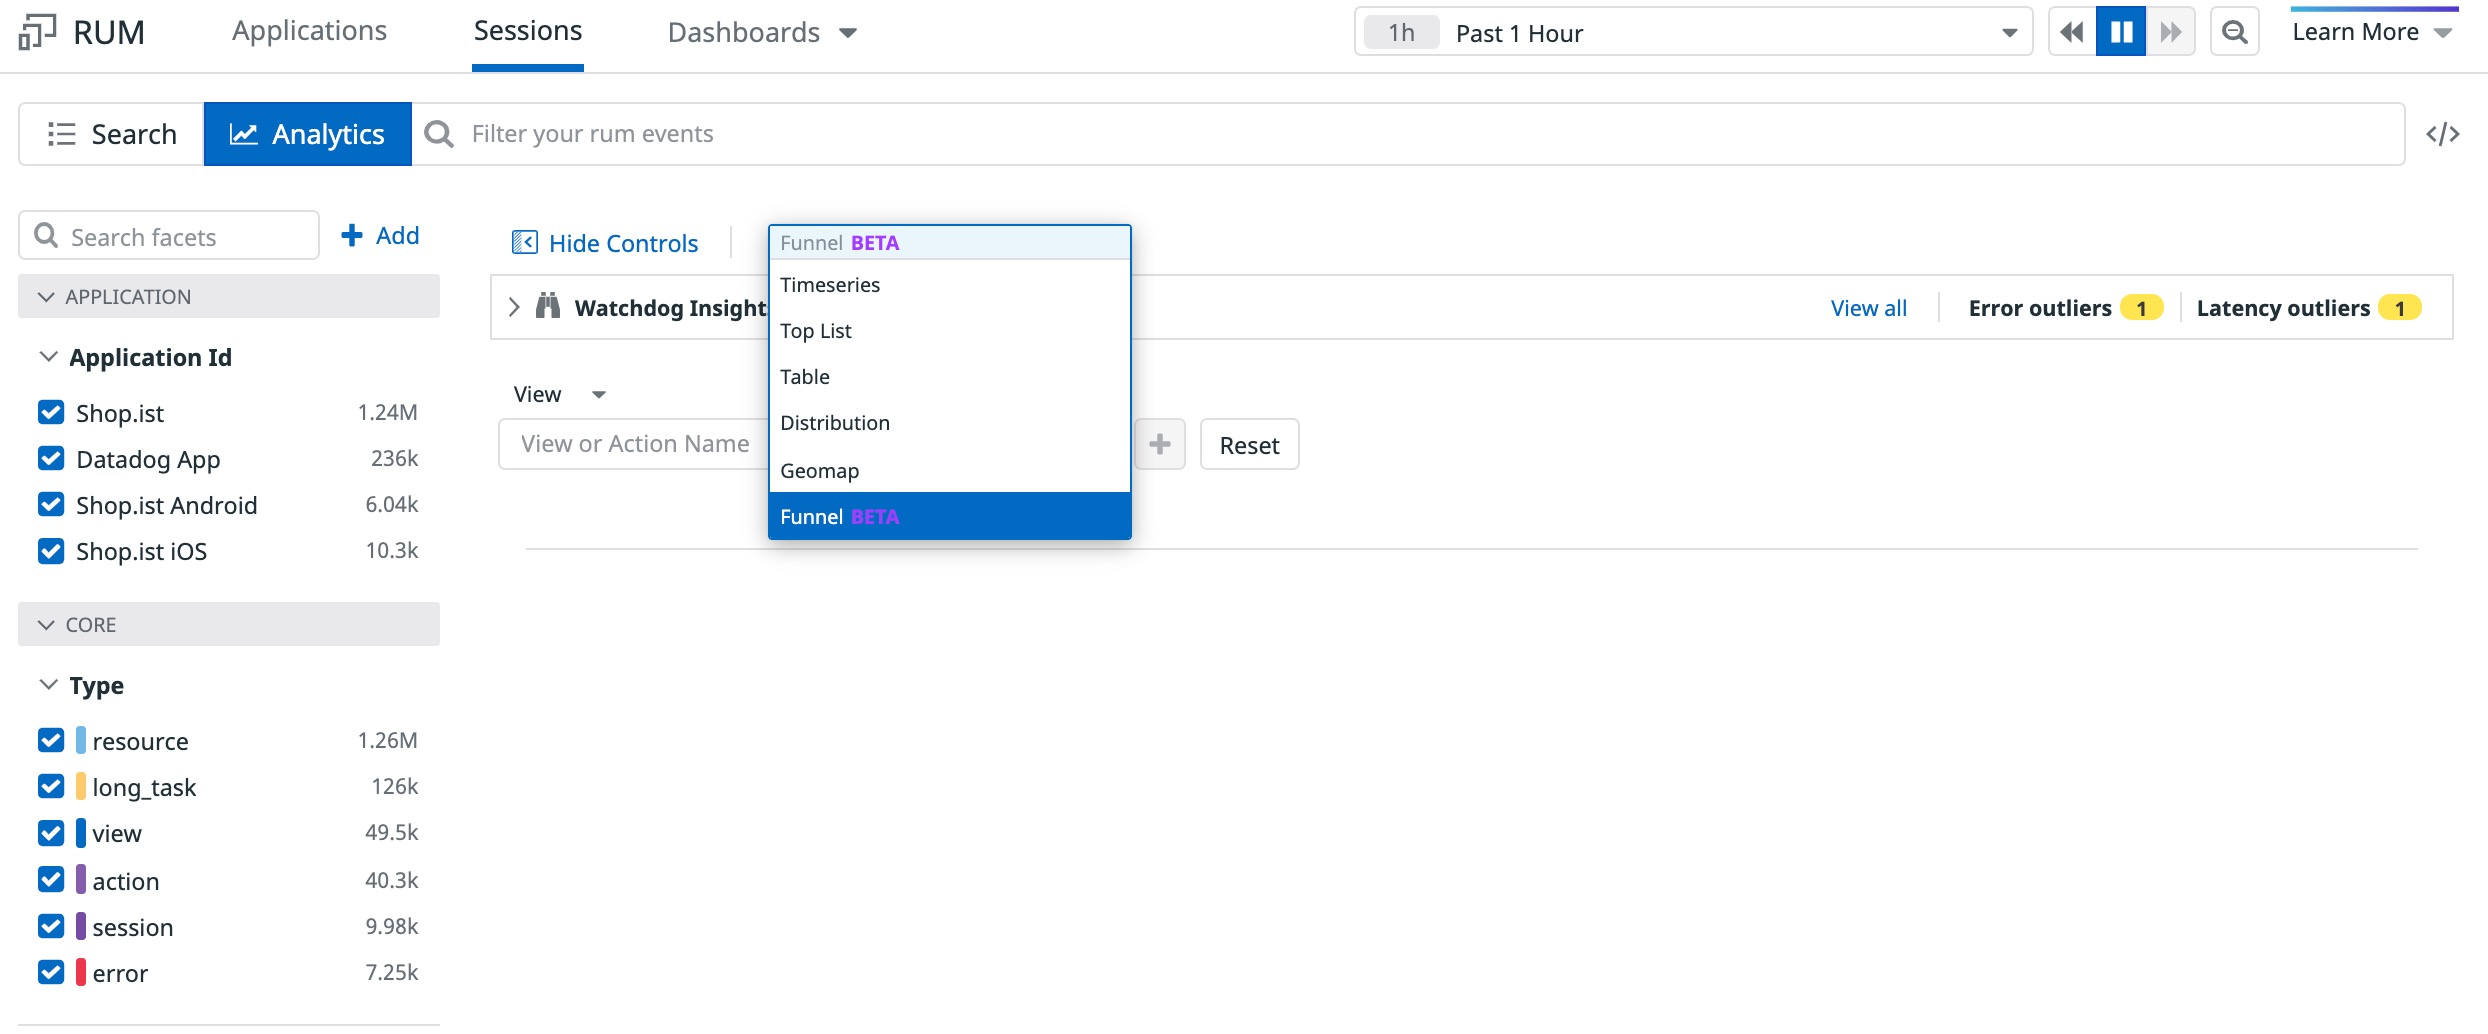 RUM Applications Sessions Dashboards 1h Past 1 Hour Learn More
Search Analytics Filter your rum events </>
Search facets Add
Hide Controls
Funnel BETA
Timeseries
Top List
Table
Distribution
Geomap
Funnel BETA
Watchdog Insight View all Error outliers 1 Latency outliers 1
View
View or Action Name + Reset
APPLICATION
Application Id
Shop.ist 1.24M
Datadog App 236k
Shop.ist Android 6.04k
Shop.ist iOS 10.3k
CORE
Type
resource 1.26M
long_task 126k
view 49.5k
action 40.3k
session 9.98k
error 7.25k